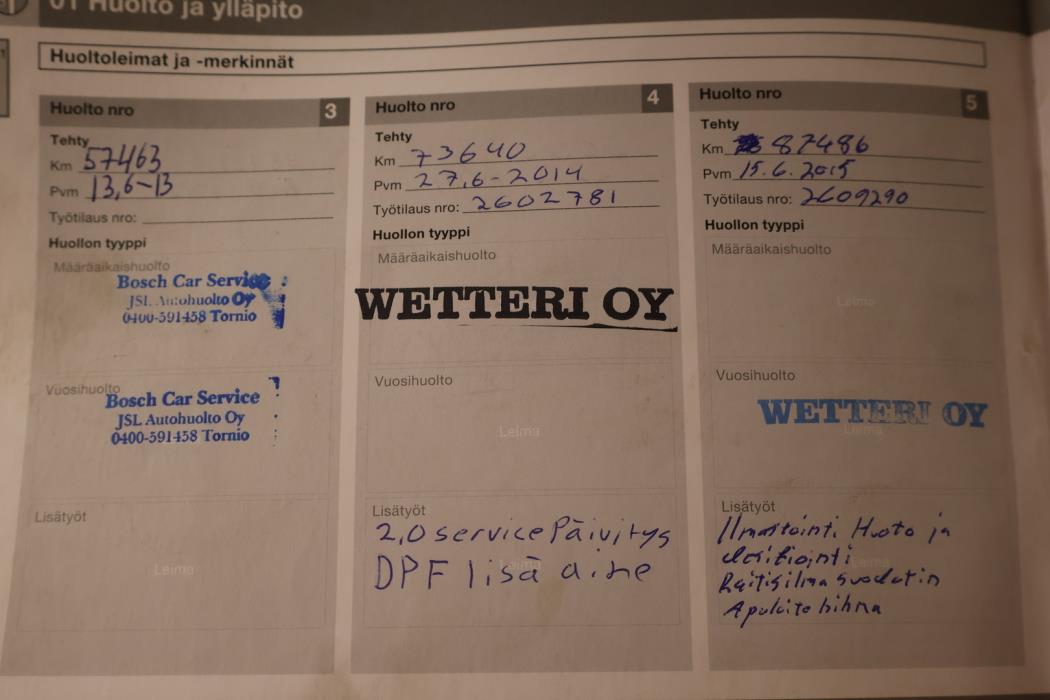 01 Huolto ja ylläpito
Huoltoleimat ja -merkinnät
Huolto nro 3
Tehty
Km 57463
Pvm 13,6-13
Työtilaus nro:
Huollon tyyppi
Määräaikaishuolto
Bosch Car Service
JSL Autohuolto Oy
0400-591458 Tornio
Vuosihuolto
Bosch Car Service
JSL Autohuolto Oy
0400-591458 Tornio
Lisätyöt
Leima
Huolto nro 4
Tehty
Km 73640
Pvm 27,6-2014
Työtilaus nro: 2602781
Huollon tyyppi
Määräaikaishuolto
WETTERI OY
Vuosihuolto
Leima
Lisätyöt
2,0 service Päivitys
DPF lisä aine
Huolto nro 5
Tehty
Km 87486
Pvm 15.6.2015
Työtilaus nro: 2609290
Huollon tyyppi
Määräaikaishuolto
Leima
Vuosihuolto
WETTERI OY
Leima
Lisätyöt
Ilmastointi Huoto ja
Leima
Raitisilma suodatin
Apulaite hihna